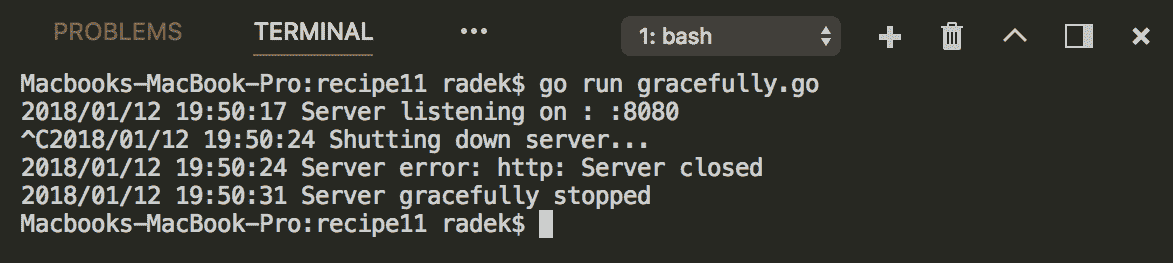 PROBLEMS TERMINAL ••• 1: bash
Macbooks-MacBook-Pro:recipe11 radek$ go run gracefully.go
2018/01/12 19:50:17 Server listening on : :8080
^C2018/01/12 19:50:24 Shutting down server...
2018/01/12 19:50:24 Server error: http: Server closed
2018/01/12 19:50:31 Server gracefully stopped
Macbooks-MacBook-Pro:recipe11 radek$